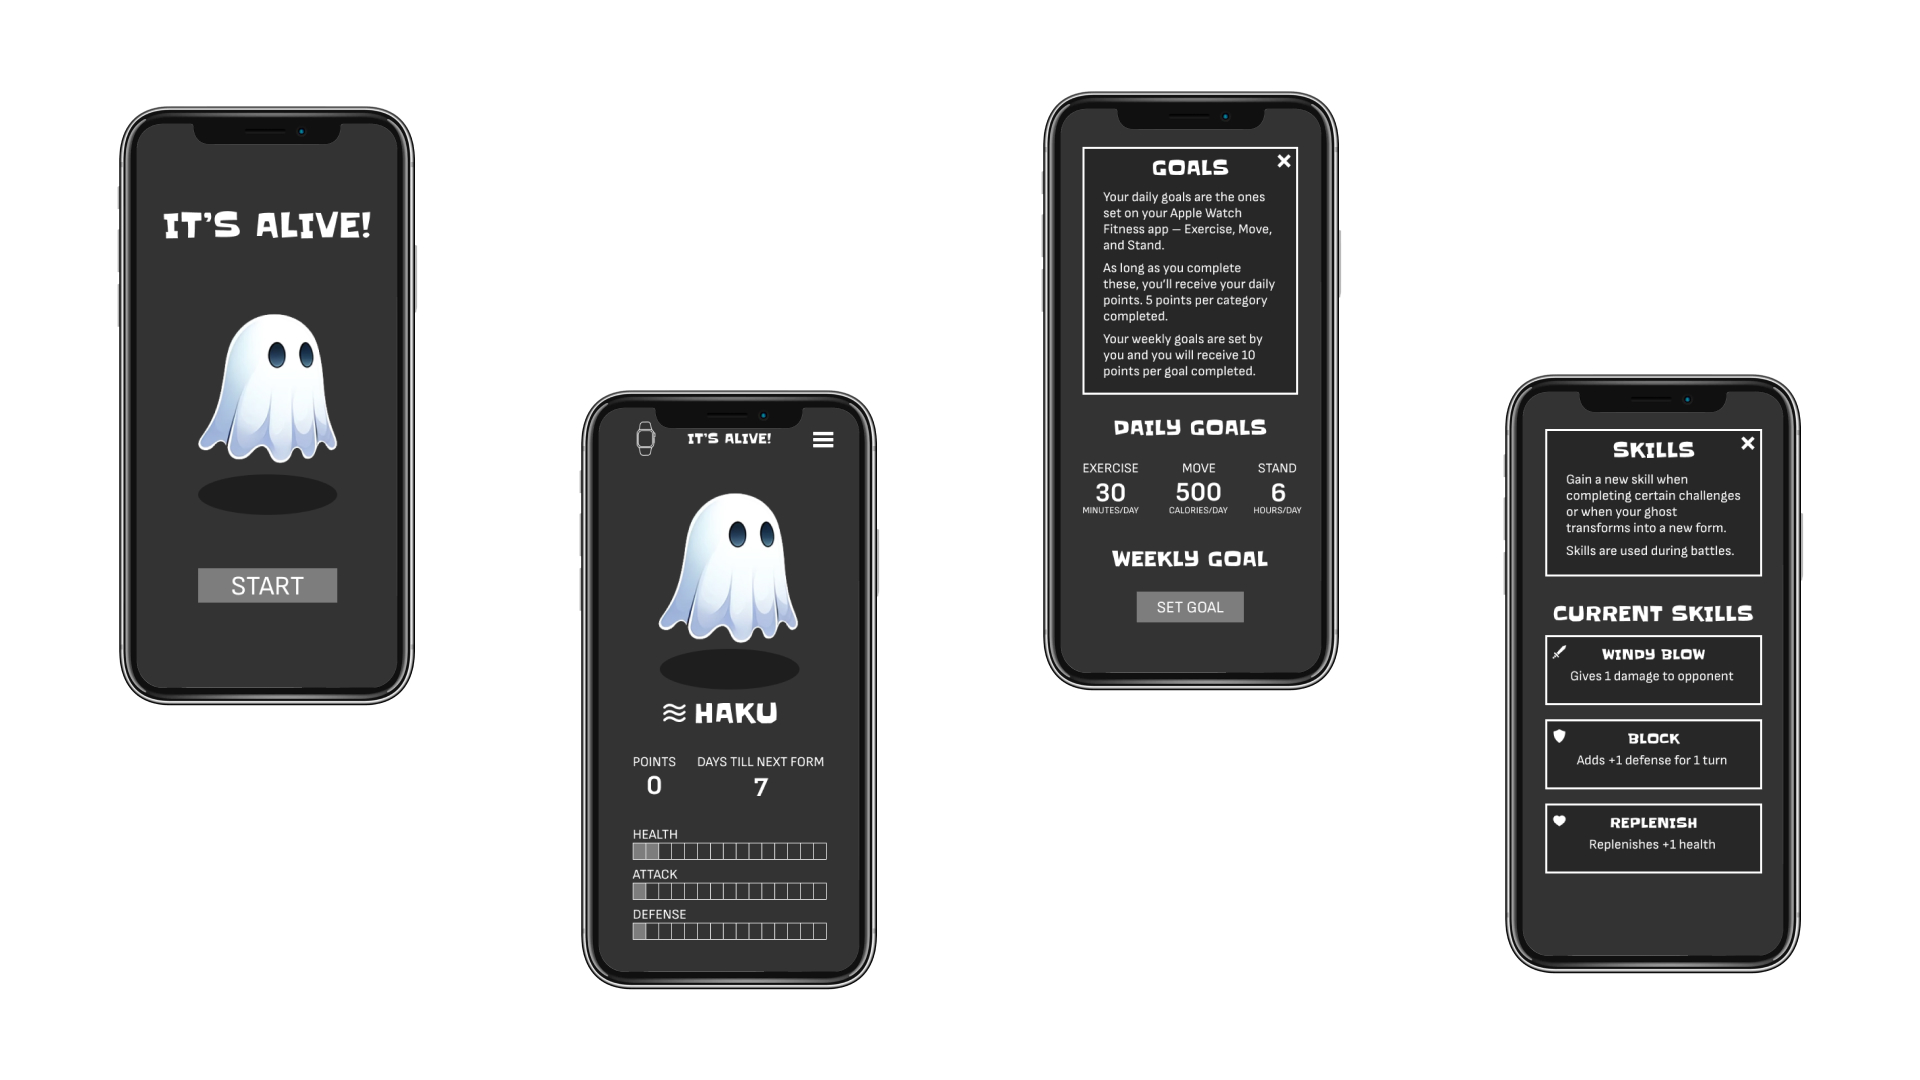 IT'S ALIVE!
START
IT'S ALIVE!
HAKU
POINTS DAYS TILL NEXT FORM
0 7
HEALTH
ATTACK
DEFENSE
GOALS
Your daily goals are the ones
set on your Apple Watch
Fitness app – Exercise, Move,
and Stand.
As long as you complete
these, you'll receive your daily
points. 5 points per category
completed.
Your weekly goals are set by
you and you will receive 10
points per goal completed.
DAILY GOALS
EXERCISE MOVE STAND
30 500 6
MINUTES/DAY CALORIES/DAY HOURS/DAY
WEEKLY GOAL
SET GOAL
SKILLS
Gain a new skill when
completing certain challenges
or when your ghost
transforms into a new form.
Skills are used during battles.
CURRENT SKILLS
WINDY BLOW
Gives 1 damage to opponent
BLOCK
Adds +1 defense for 1 turn
REPLENISH
Replenishes +1 health